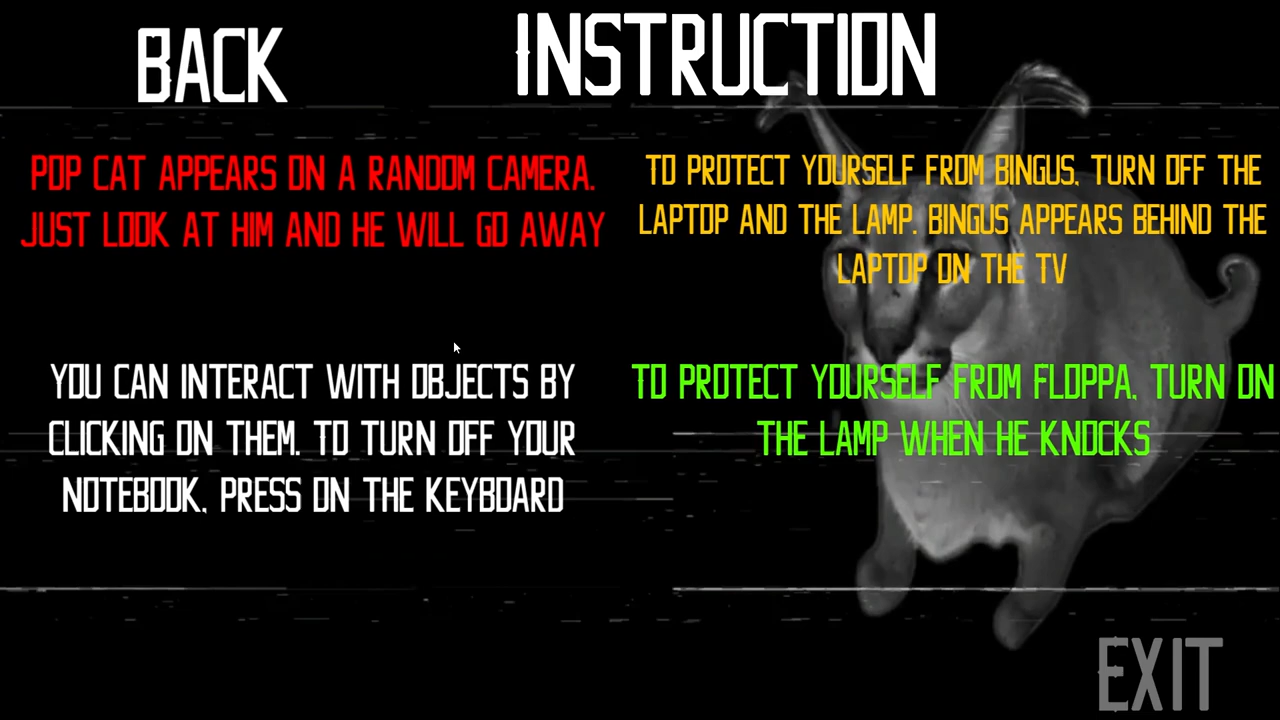 BACK
INSTRUCTION
POP CAT APPEARS ON A RANDOM CAMERA.
JUST LOOK AT HIM AND HE WILL GO AWAY
TO PROTECT YOURSELF FROM BINGUS, TURN OFF THE
LAPTOP AND THE LAMP. BINGUS APPEARS BEHIND THE
LAPTOP ON THE TV
YOU CAN INTERACT WITH OBJECTS BY
CLICKING ON THEM. TO TURN OFF YOUR
NOTEBOOK, PRESS ON THE KEYBOARD
TO PROTECT YOURSELF FROM FLOPPA, TURN ON
THE LAMP WHEN HE KNOCKS
EXIT